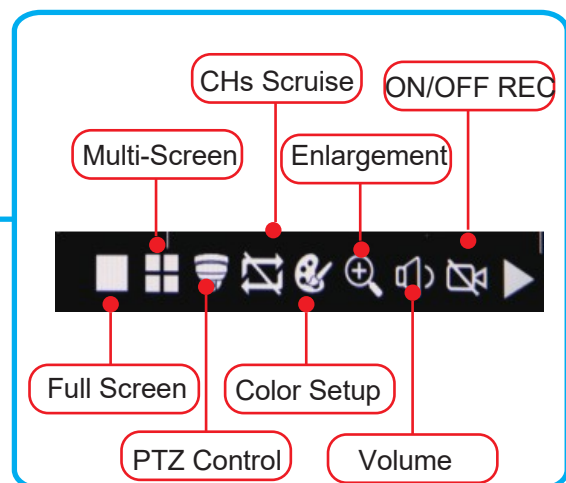 CHs Scruise
ON/OFF REC
Multi-Screen
Enlargement
Full Screen
Color Setup
PTZ Control
Volume